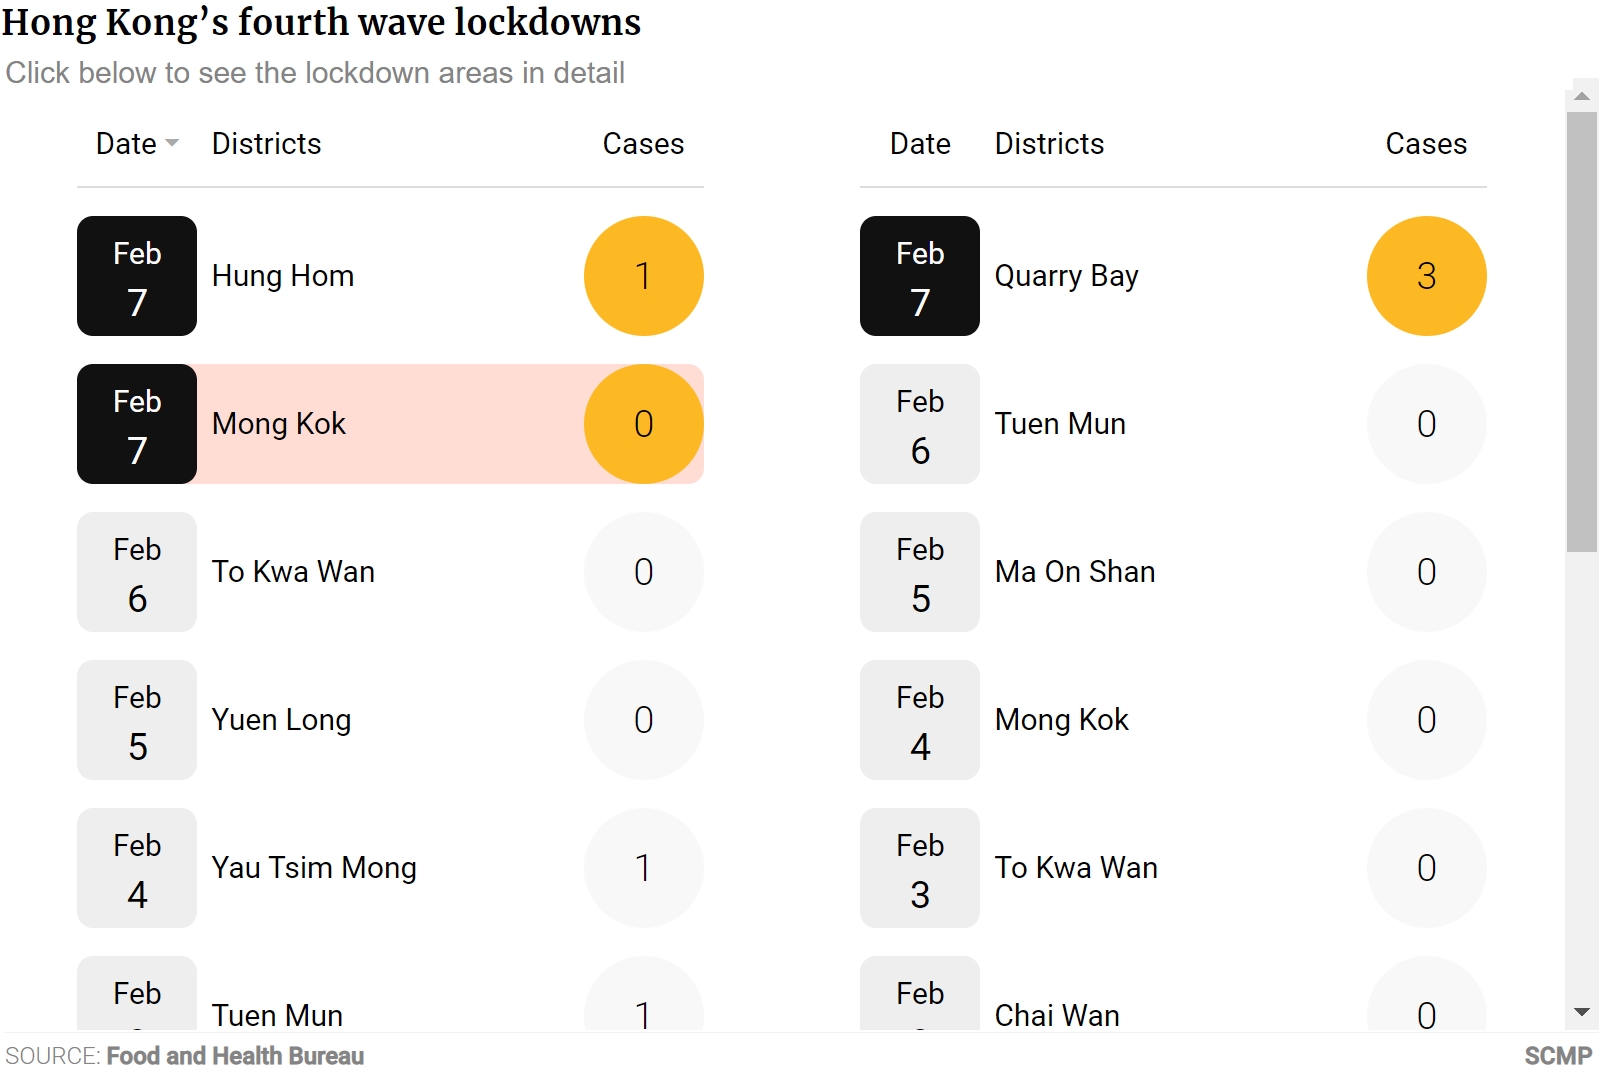 Hong Kong’s fourth wave lockdowns
Click below to see the lockdown areas in detail
Date Districts Cases Date Districts Cases
Feb 7 Hung Hom 1 Feb 7 Quarry Bay 3
Feb 7 Mong Kok 0 Feb 6 Tuen Mun 0
Feb 6 To Kwa Wan 0 Feb 5 Ma On Shan 0
Feb 5 Yuen Long 0 Feb 4 Mong Kok 0
Feb 4 Yau Tsim Mong 1 Feb 3 To Kwa Wan 0
Feb Tuen Mun 1 Feb Chai Wan 0
SOURCE: Food and Health Bureau SCMP